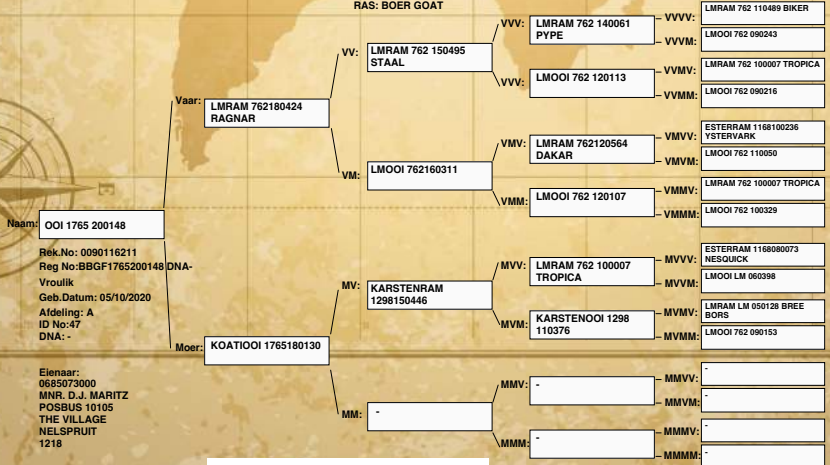 RAS: BOER GOAT
Naam:
OOI 1765 200148
Rek.No: 0090116211
Reg No:BBGF1765200148 DNA-
Vroulik
Geb.Datum: 05/10/2020
Afdeling: A
ID No:47
DNA: -
Eienaar:
0685073000
MNR. D.J. MARITZ
POSBUS 10105
THE VILLAGE
NELSPRUIT
1218
Vaar:
LMRAM 762180424
RAGNAR
Moer:
KOATIOOI 1765180130
VV:
LMRAM 762 150495
STAAL
VM:
LMOOI 762160311
MV:
KARSTENRAM
1298150446
MM:
-
VVV:
LMRAM 762 140061
PYPE
VVV:
LMOOI 762 120113
VMV:
LMRAM 762120564
DAKAR
VMM:
LMOOI 762 120107
MVV:
LMRAM 762 100007
TROPICA
MVM:
KARSTENOOI 1298
110376
MMV:
-
MMM:
-
VVVV:
LMRAM 762 110489 BIKER
VVVM:
LMOOI 762 090243
VVMV:
LMRAM 762 100007 TROPICA
VVMM:
LMOOI 762 090216
VMVV:
ESTERRAM 1168100236
YSTERVARK
VMVM:
LMOOI 762 110050
VMMV:
LMRAM 762 100007 TROPICA
VMMM:
LMOOI 762 100329
MVVV:
ESTERRAM 1168080073
NESQUICK
MVVM:
LMOOI LM 060398
MVMV:
LMRAM LM 050128 BREE
BORS
MVMM:
LMOOI 762 090153
MMVV:
-
MMVM:
-
MMMV:
-
MMMM:
-
E